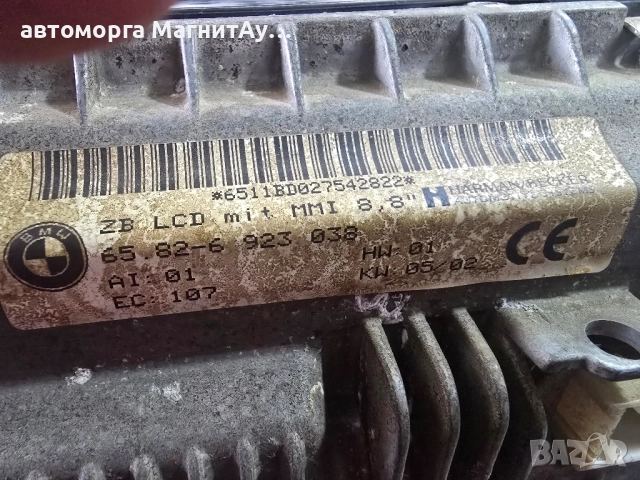 автоморга МагнитАу...
*6511BD027542822*
ZB LCD mit MMI 8,8"
HARMAN/BECKER
BMW
65.82-6 923 038
AI: 01
HW: 01
EC: 107
KW 05/02
CE
BAZAR